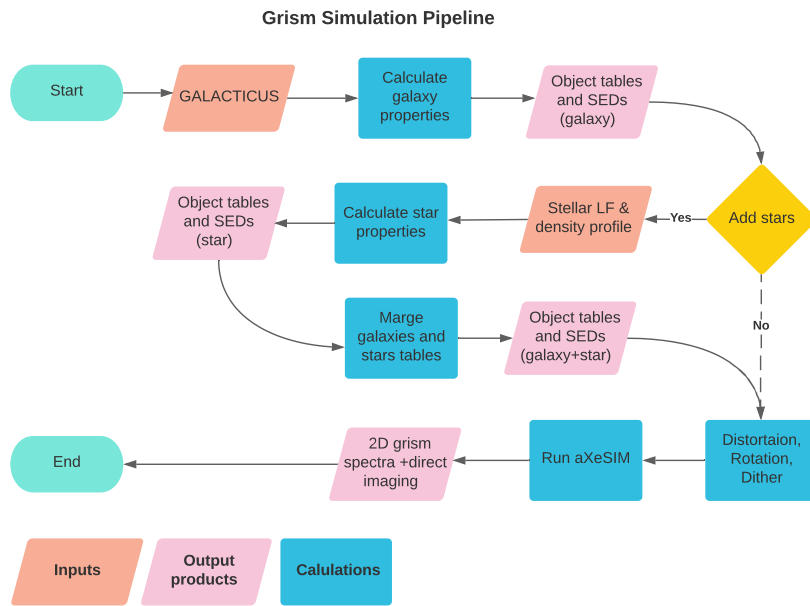 Grism Simulation Pipeline
Start
GALACTICUS
Calculate
galaxy
properties
Object tables
and SEDs
(galaxy)
Add stars
Yes
Stellar LF &
density profile
Calculate star
properties
Object tables
and SEDs
(star)
Marge
galaxies and
stars tables
Object tables
and SEDs
(galaxy+star)
No
Distortaion,
Rotation,
Dither
Run aXeSIM
2D grism
spectra +direct
imaging
End
Inputs
Output
products
Calulations